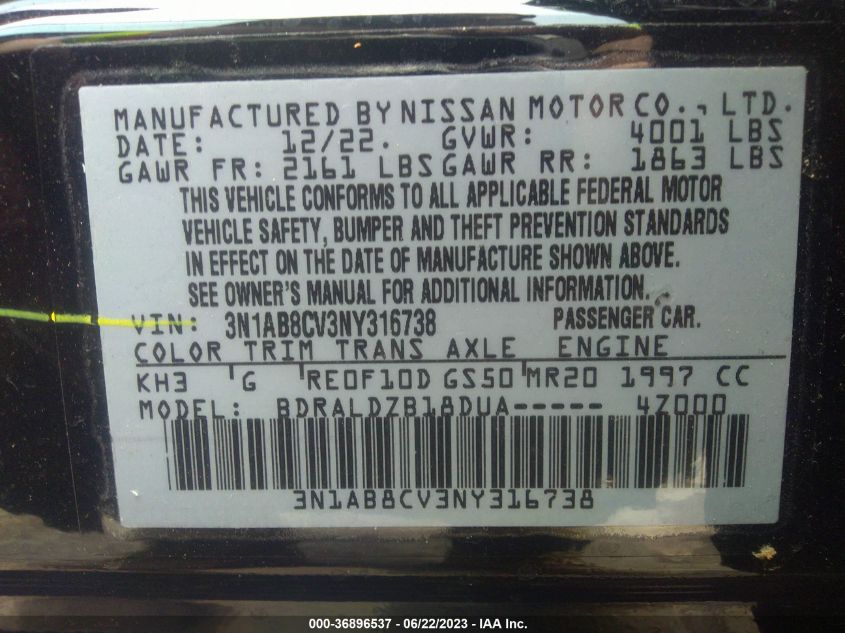 MANUFACTURED BY NISSAN MOTOR CO., LTD.
DATE: 12/22. GVWR: 4001 LBS
GAWR FR: 2161 LBS GAWR RR: 1863 LBS
THIS VEHICLE CONFORMS TO ALL APPLICABLE FEDERAL MOTOR
VEHICLE SAFETY, BUMPER AND THEFT PREVENTION STANDARDS
IN EFFECT ON THE DATE OF MANUFACTURE SHOWN ABOVE.
SEE OWNER'S MANUAL FOR ADDITIONAL INFORMATION.
VIN: 3N1AB8CV3NY316738 PASSENGER CAR.
COLOR TRIM TRANS AXLE ENGINE
KH3 G RE0F10D GS50 MR20 1997 CC
MODEL: BDRALDZB18DUA----- 4Z000
3N1AB8CV3NY316738
000-36896537 - 06/22/2023 - IAA Inc.